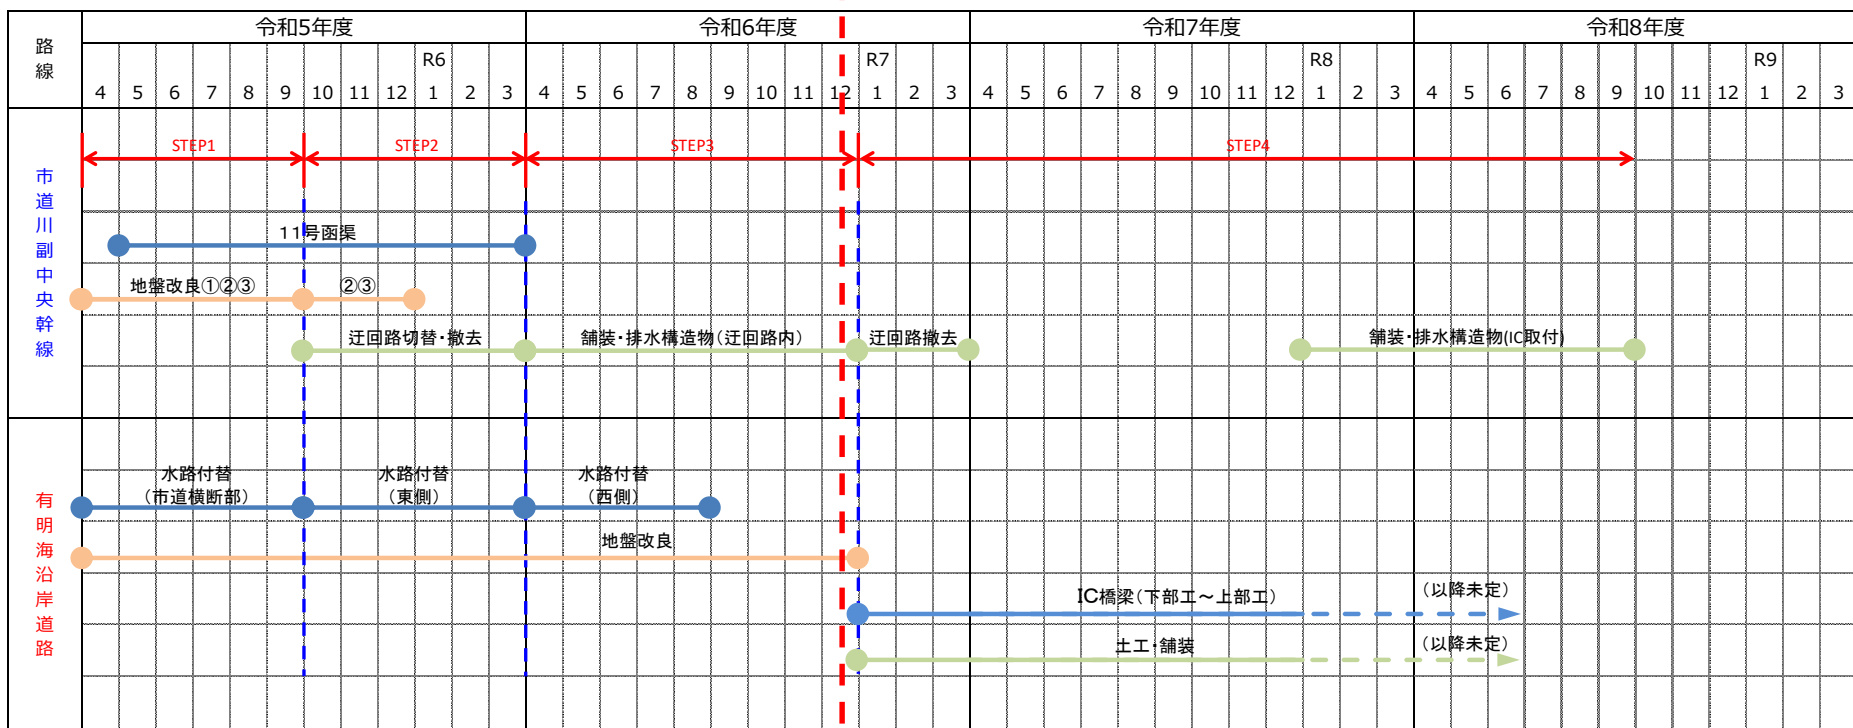 路線
令和5年度 令和6年度 令和7年度 令和8年度
R6 R7 R8 R9
4 5 6 7 8 9 10 11 12 1 2 3 4 5 6 7 8 9 10 11 12 1 2 3 4 5 6 7 8 9 10 11 12 1 2 3 4 5 6 7 8 9 10 11 12 1 2 3
市道川副中央幹線
STEP1 STEP2 STEP3 STEP4
11号函渠
地盤改良①②③ ②③
迂回路切替・撤去 舗装・排水構造物(迂回路内) 迂回路撤去 舗装・排水構造物(IC取付)
有明海沿岸道路
水路付替 水路付替 水路付替
(市道横断部) (東側) (西側)
地盤改良
IC橋梁(下部工～上部工) (以降未定)
土工・舗装 (以降未定)